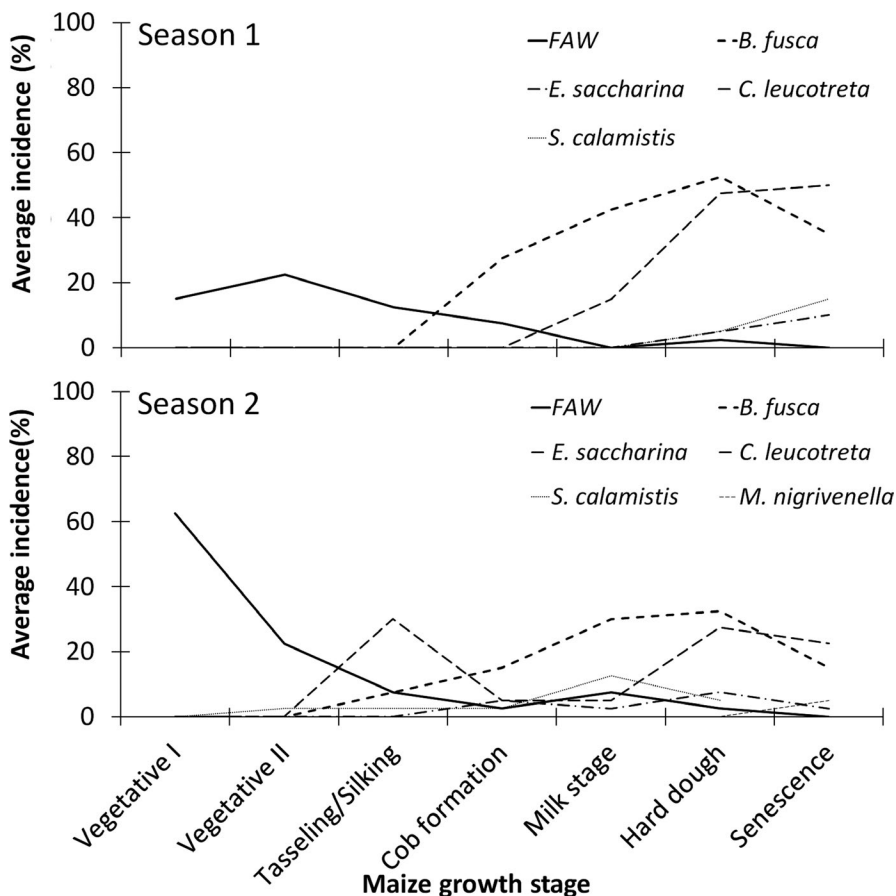 100
80
60
40
20
0
Average incidence (%)
Season 1
FAW
B. fusca
E. saccharina
C. leucotreta
S. calamistis
100
80
60
40
20
0
Average incidence(%)
Season 2
FAW
B. fusca
E. saccharina
C. leucotreta
S. calamistis
M. nigrivenella
Vegetative I
Vegetative II
Tasseling/Silking
Cob formation
Milk stage
Hard dough
Senescence
Maize growth stage